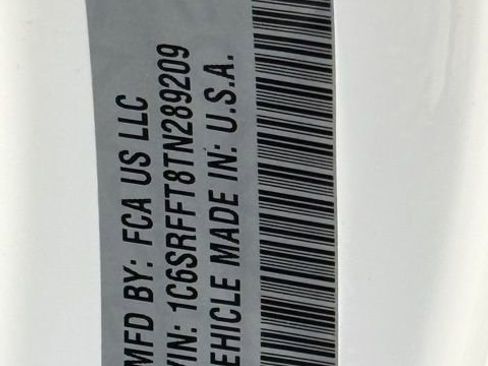 MFD BY: FCA US LLC
VIN: 1C6SRFFT8TN289209
VEHICLE MADE IN: U.S.A.